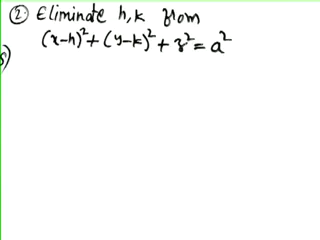 ② Eliminate h, k from
(x-h)² + (y-k)² + z² = a²